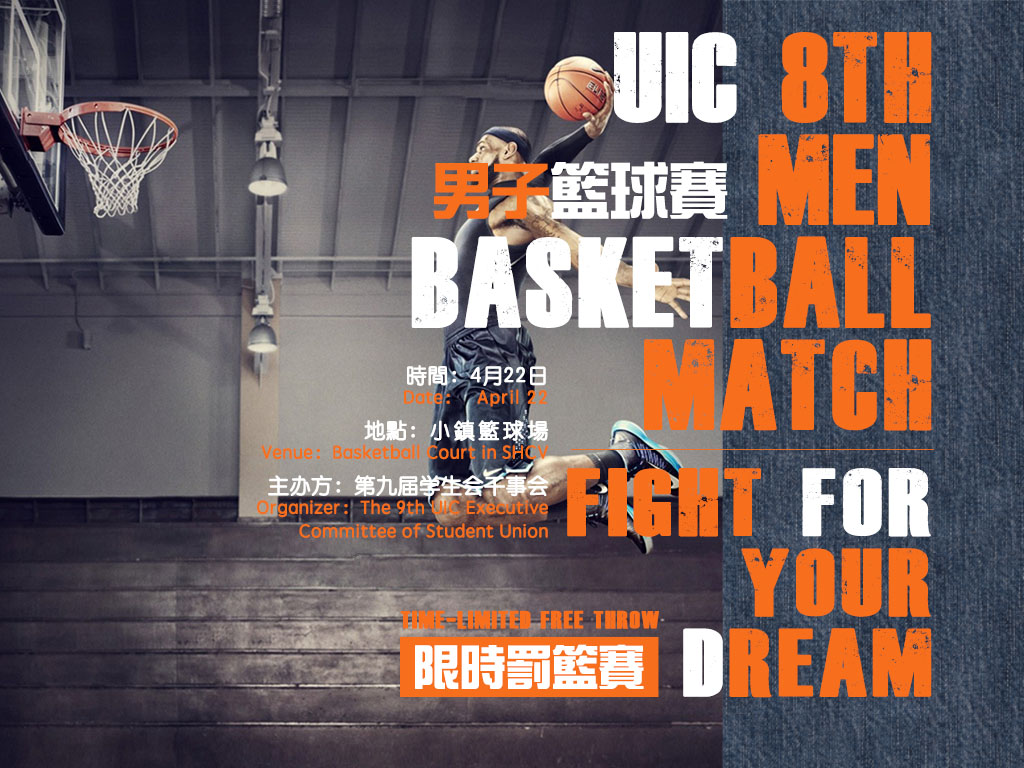 UIC 8TH
男子籃球賽 MEN
BASKETBALL
MATCH
時間：4月22日
Date： April 22
地點：小鎮籃球場
Venue：Basketball Court in SHCV
主办方：第九届学生会干事会
Organizer：The 9th UIC Executive
Committee of Student Union
FIGHT FOR
YOUR
DREAM
TIME-LIMITED FREE THROW
限時罰籃賽